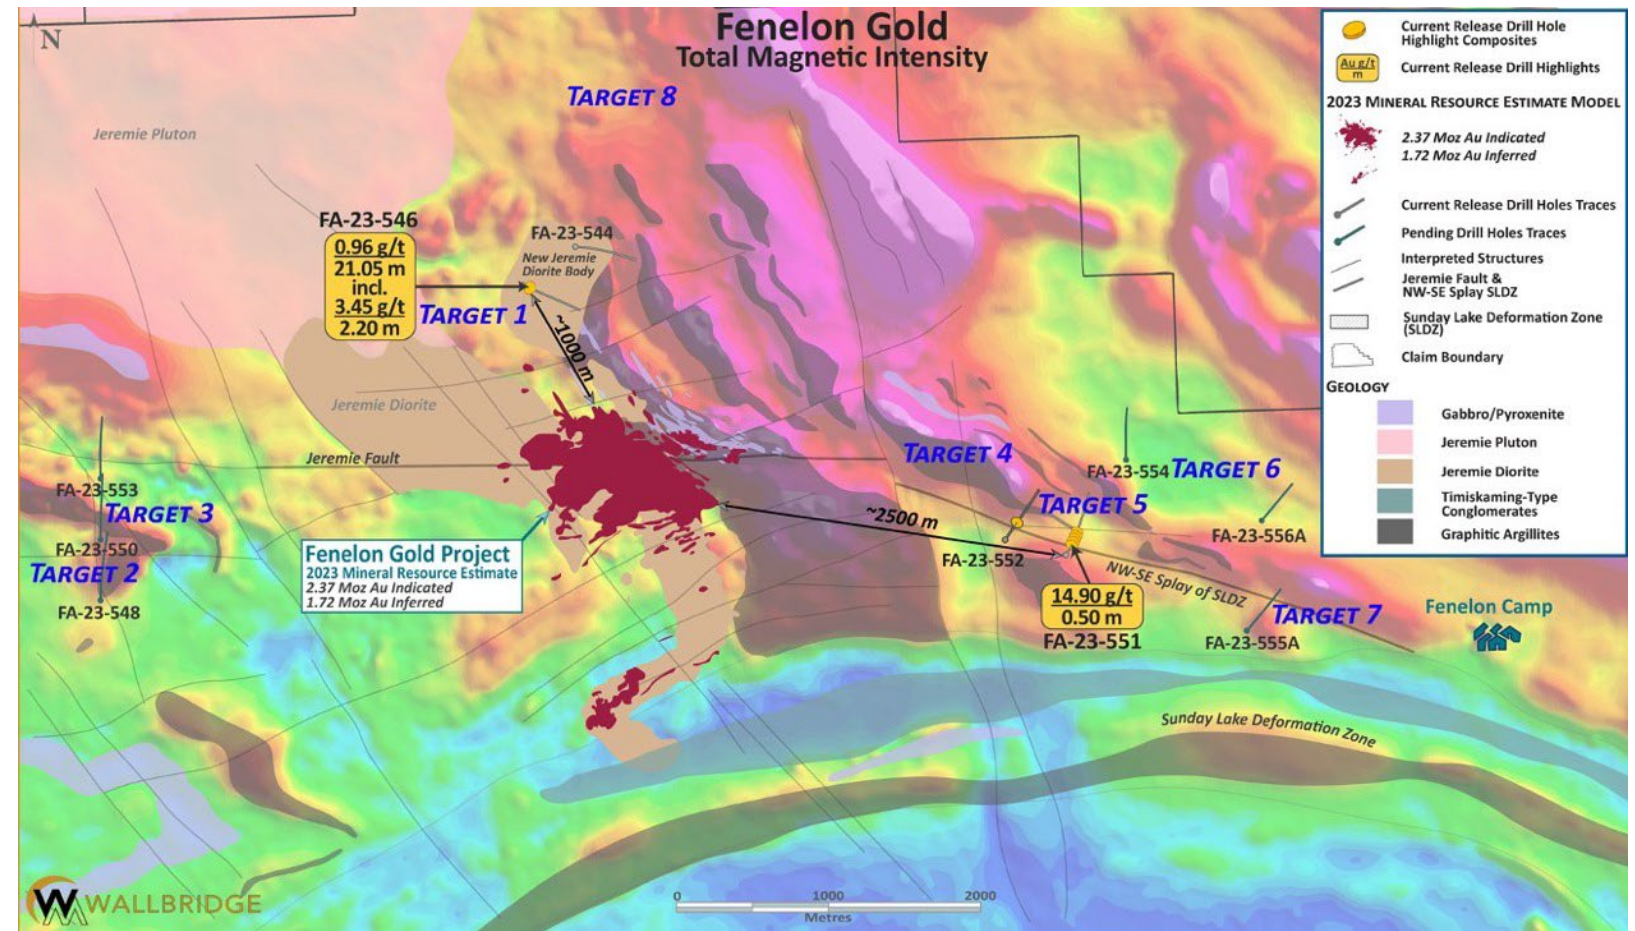 Fenelon Gold
Total Magnetic Intensity
N
TARGET 8
Jeremie Pluton
FA-23-546
0.96 g/t
21.05 m
incl.
3.45 g/t
2.20 m
FA-23-544
New Jeremie
Diorite Body
TARGET 1
~1000 m
Jeremie Diorite
Jeremie Fault
TARGET 4
FA-23-554
TARGET 6
FA-23-553
TARGET 3
TARGET 5
~2500 m
FA-23-556A
FA-23-550
FA-23-552
TARGET 2
Fenelon Gold Project
2023 Mineral Resource Estimate
2.37 Moz Au Indicated
1.72 Moz Au Inferred
NW-SE Splay of SLDZ
14.90 g/t
0.50 m
FA-23-551
FA-23-548
TARGET 7
FA-23-555A
Fenelon Camp
Sunday Lake Deformation Zone
WALLBRIDGE
0 1000 2000
Metres
Current Release Drill Hole
Highlight Composites
Au g/t
m
Current Release Drill Highlights
2023 MINERAL RESOURCE ESTIMATE MODEL
2.37 Moz Au Indicated
1.72 Moz Au Inferred
Current Release Drill Holes Traces
Pending Drill Holes Traces
Interpreted Structures
Jeremie Fault &
NW-SE Splay SLDZ
Sunday Lake Deformation Zone
(SLDZ)
Claim Boundary
GEOLOGY
Gabbro/Pyroxenite
Jeremie Pluton
Jeremie Diorite
Timiskaming-Type
Conglomerates
Graphitic Argillites